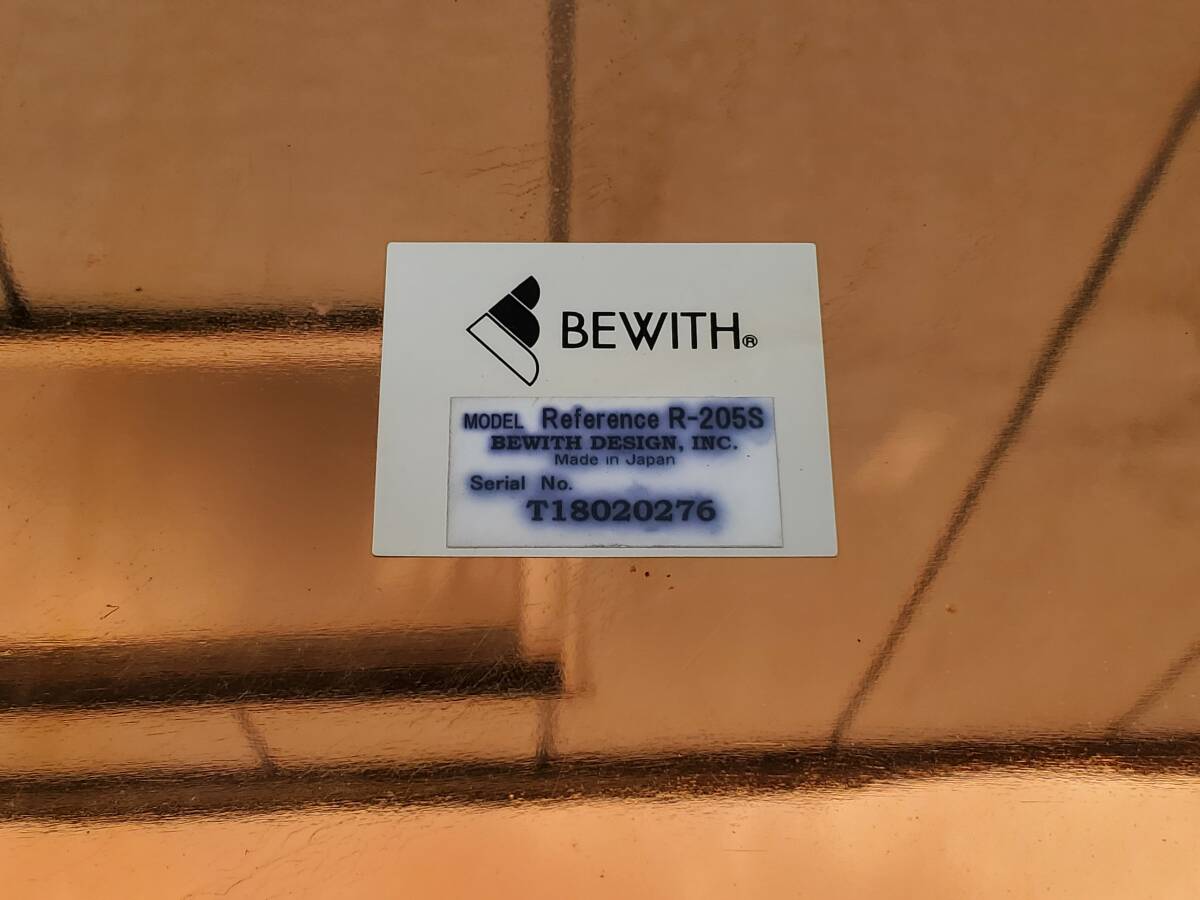 BEWITH®
MODEL Reference R-205S
BEWITH DESIGN, INC.
Made in Japan
Serial No.
T18020276